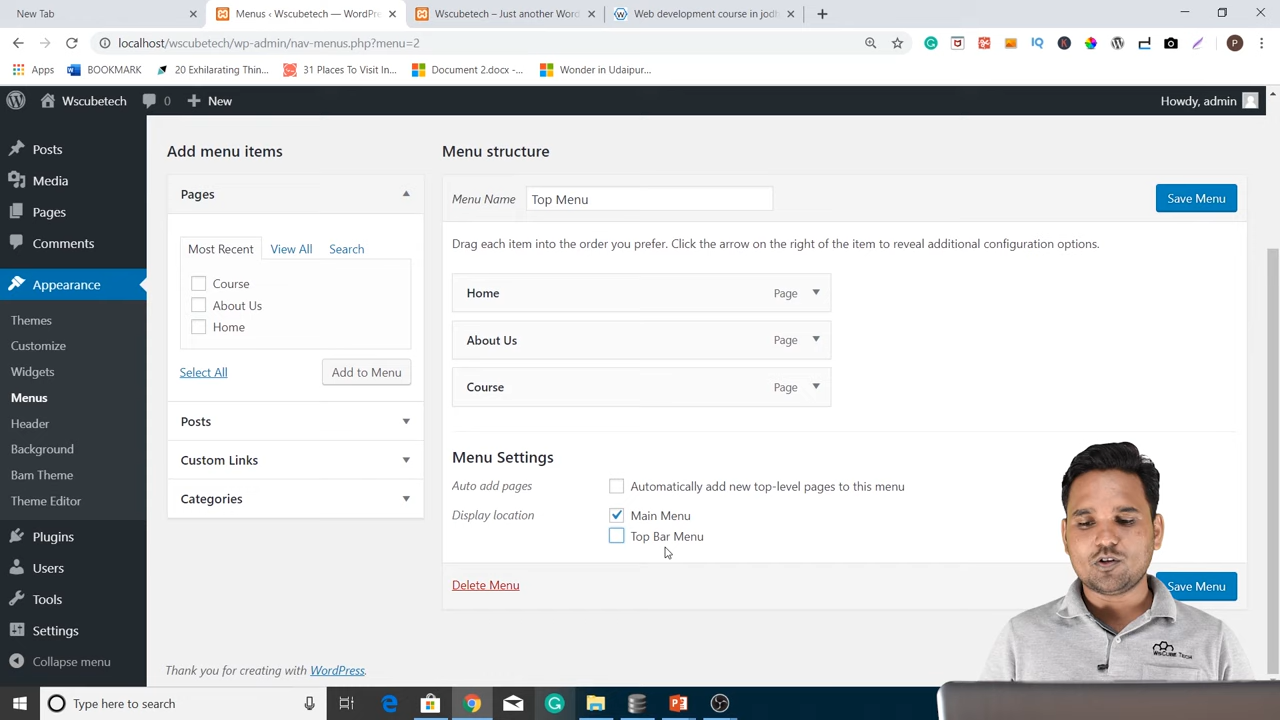 New Tab
Menus ‹ Wscubetech — WordPre
Wscubetech – Just another Word
Web development course in jodh
localhost/wscubetech/wp-admin/nav-menus.php?menu=2
Apps
BOOKMARK
20 Exhilarating Thin...
31 Places To Visit In...
Document 2.docx -...
Wonder in Udaipur...
Wscubetech
0
New
Howdy, admin
Posts
Media
Pages
Comments
Appearance
Themes
Customize
Widgets
Menus
Header
Background
Bam Theme
Theme Editor
Plugins
Users
Tools
Settings
Collapse menu
Add menu items
Pages
Most Recent
View All
Search
Course
About Us
Home
Select All
Add to Menu
Posts
Custom Links
Categories
Menu structure
Menu Name
Top Menu
Save Menu
Drag each item into the order you prefer. Click the arrow on the right of the item to reveal additional configuration options.
Home Page
About Us Page
Course Page
Menu Settings
Auto add pages
Automatically add new top-level pages to this menu
Display location
Main Menu
Top Bar Menu
Delete Menu
Save Menu
Thank you for creating with WordPress.
WSCUBE TECH
Type here to search